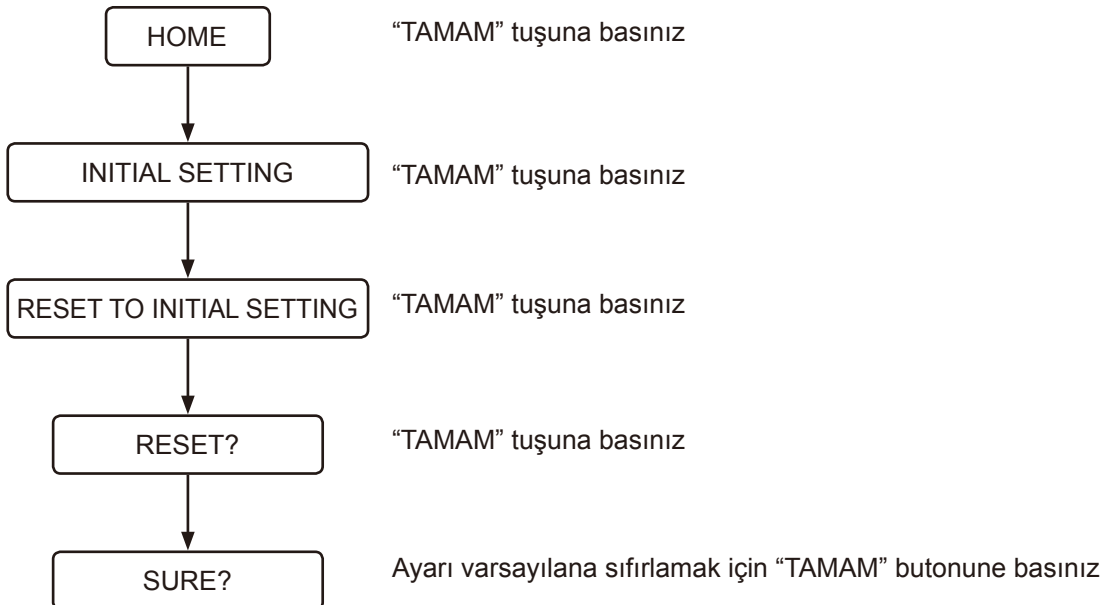 HOME
“TAMAM” tuşuna basınız
INITIAL SETTING
“TAMAM” tuşuna basınız
RESET TO INITIAL SETTING
“TAMAM” tuşuna basınız
RESET?
“TAMAM” tuşuna basınız
SURE?
Ayarı varsayılana sıfırlamak için “TAMAM” butonune basınız